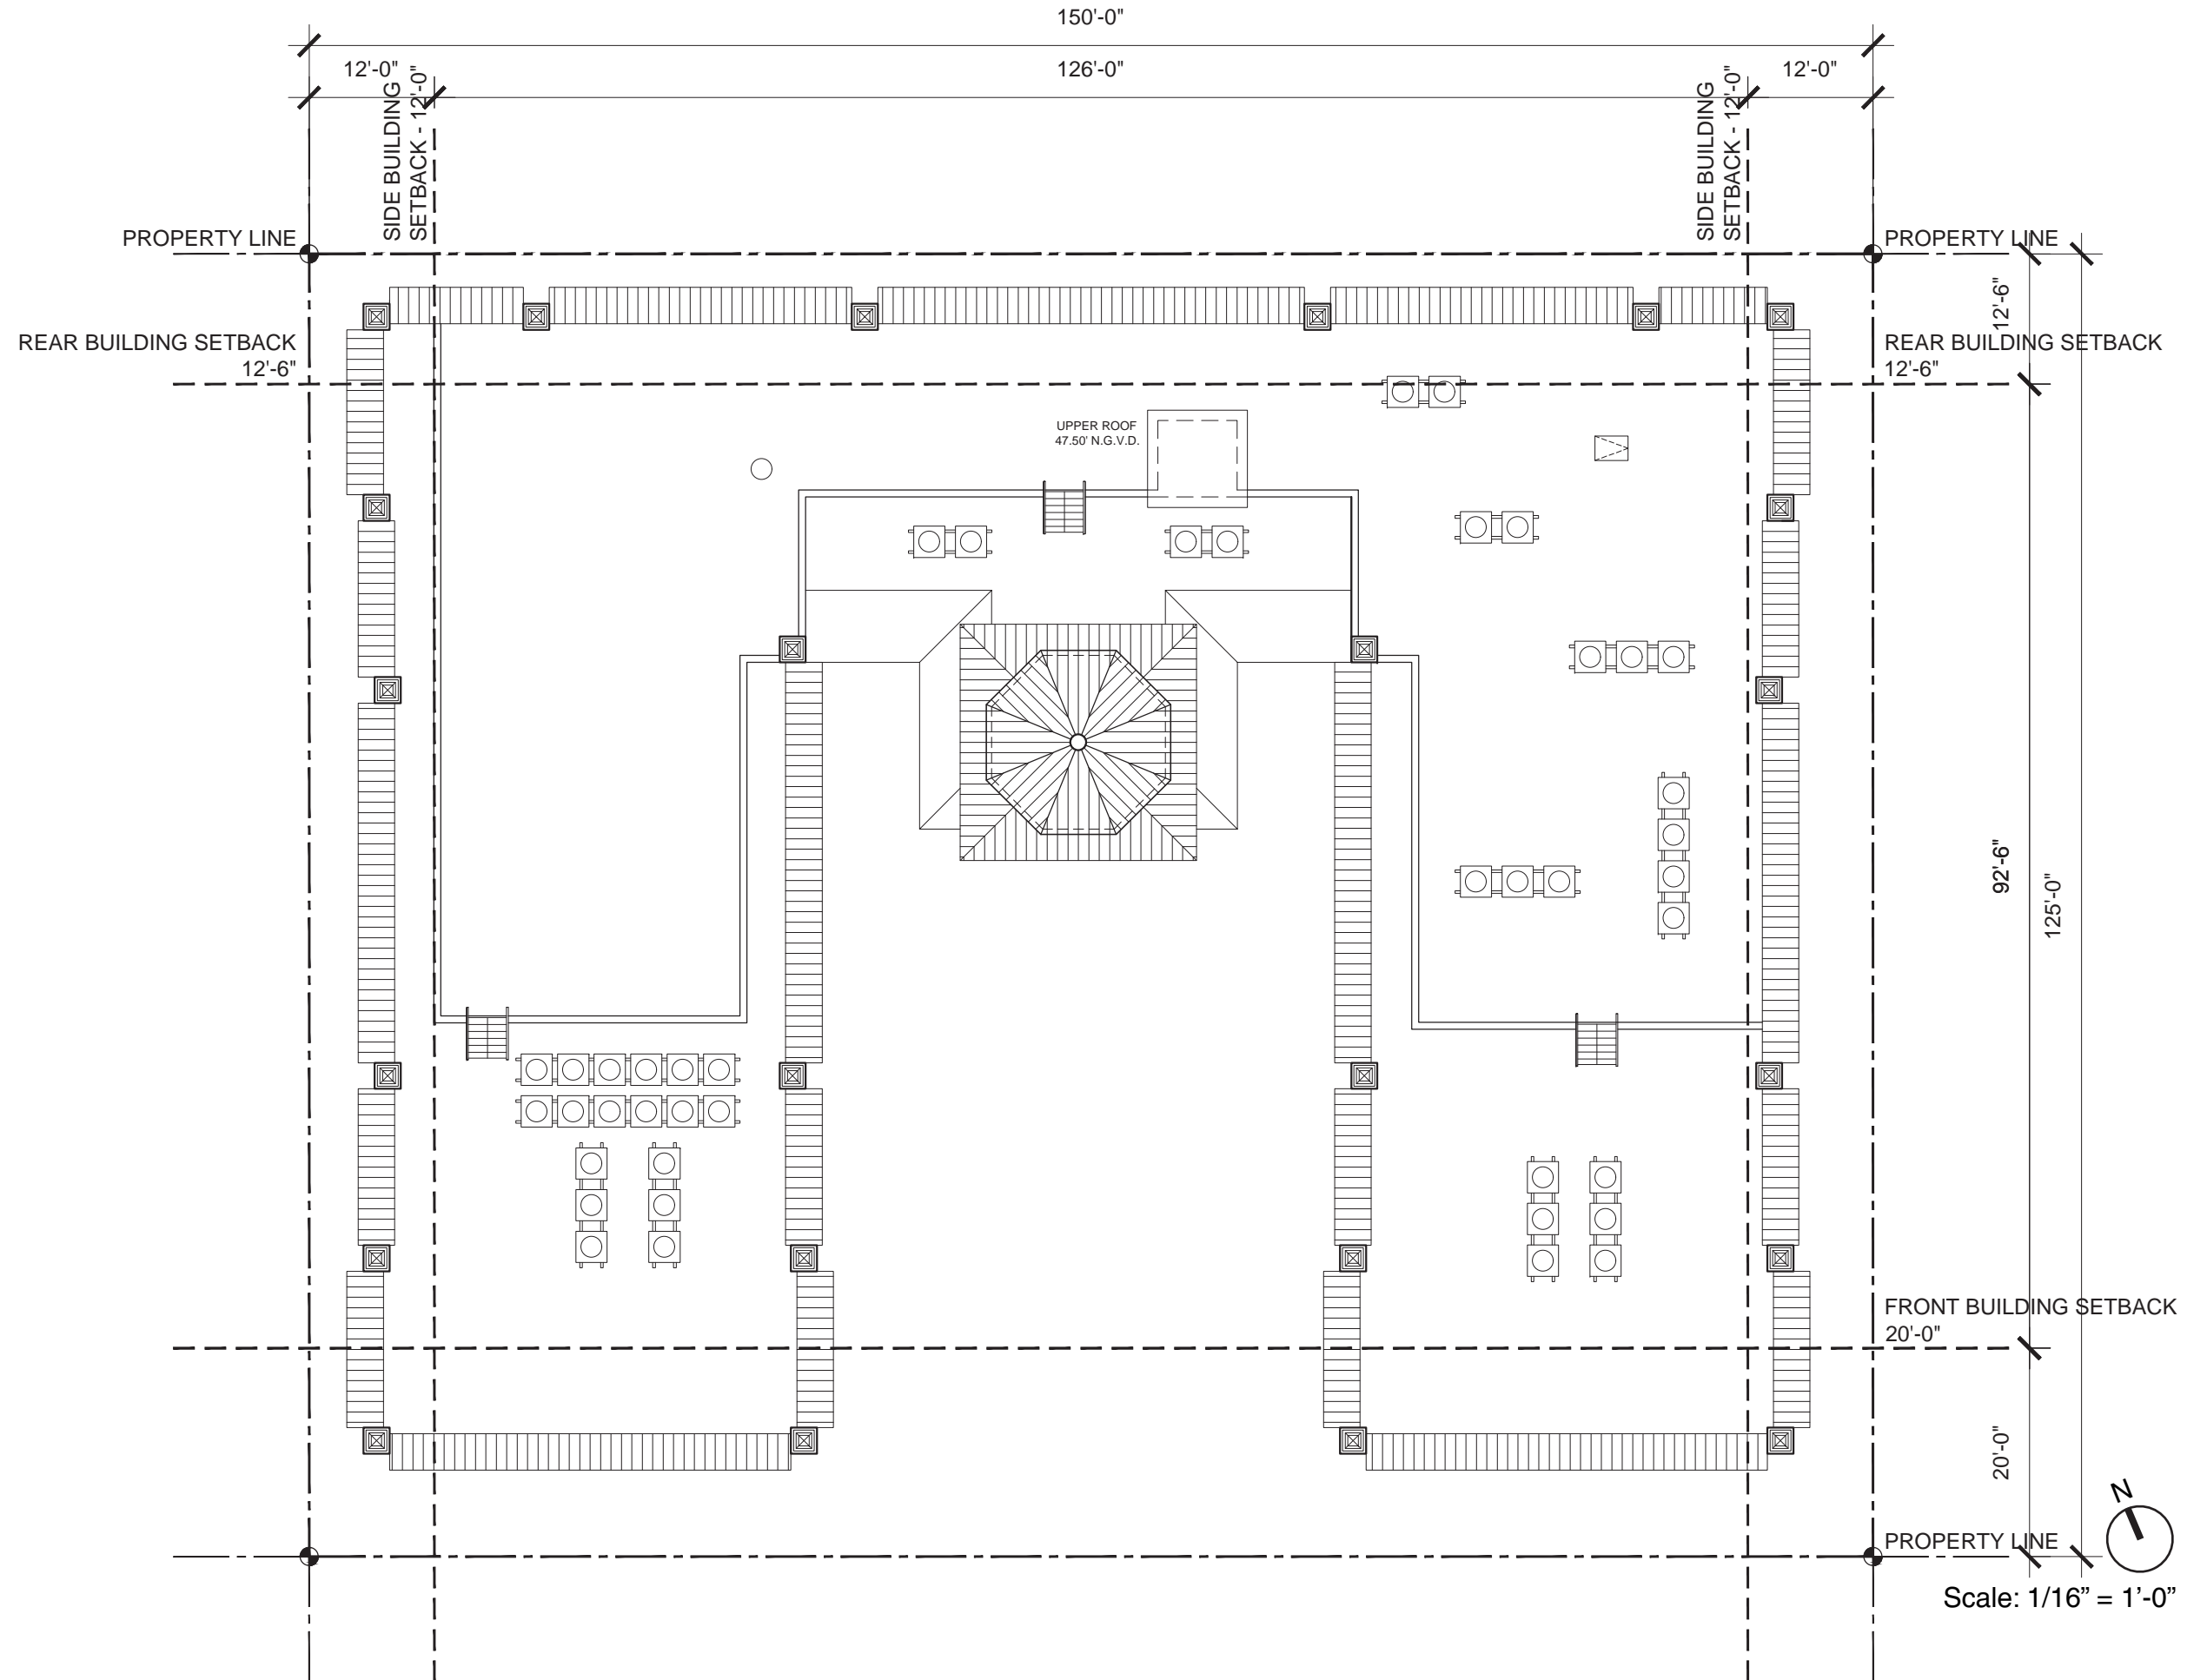 150'-0"
12'-0"
126'-0"
12'-0"
SIDE BUILDING
SETBACK - 12'-0"
SIDE BUILDING
SETBACK - 12'-0"
PROPERTY LINE
PROPERTY LINE
12'-6"
REAR BUILDING SETBACK
12'-6"
REAR BUILDING SETBACK
12'-6"
UPPER ROOF
47.50' N.G.V.D.
92'-6"
125'-0"
FRONT BUILDING SETBACK
20'-0"
20'-0"
N
PROPERTY LINE
Scale: 1/16” = 1’-0”